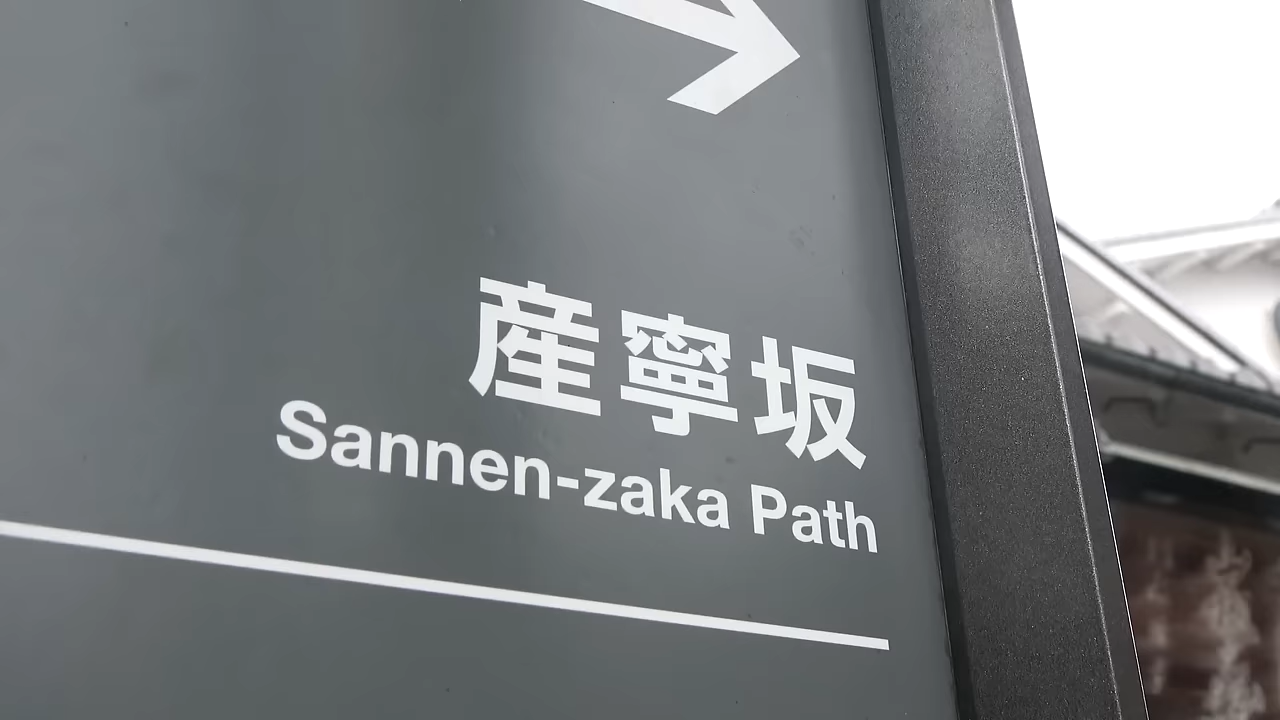 産寧坂
Sannen-zaka Path